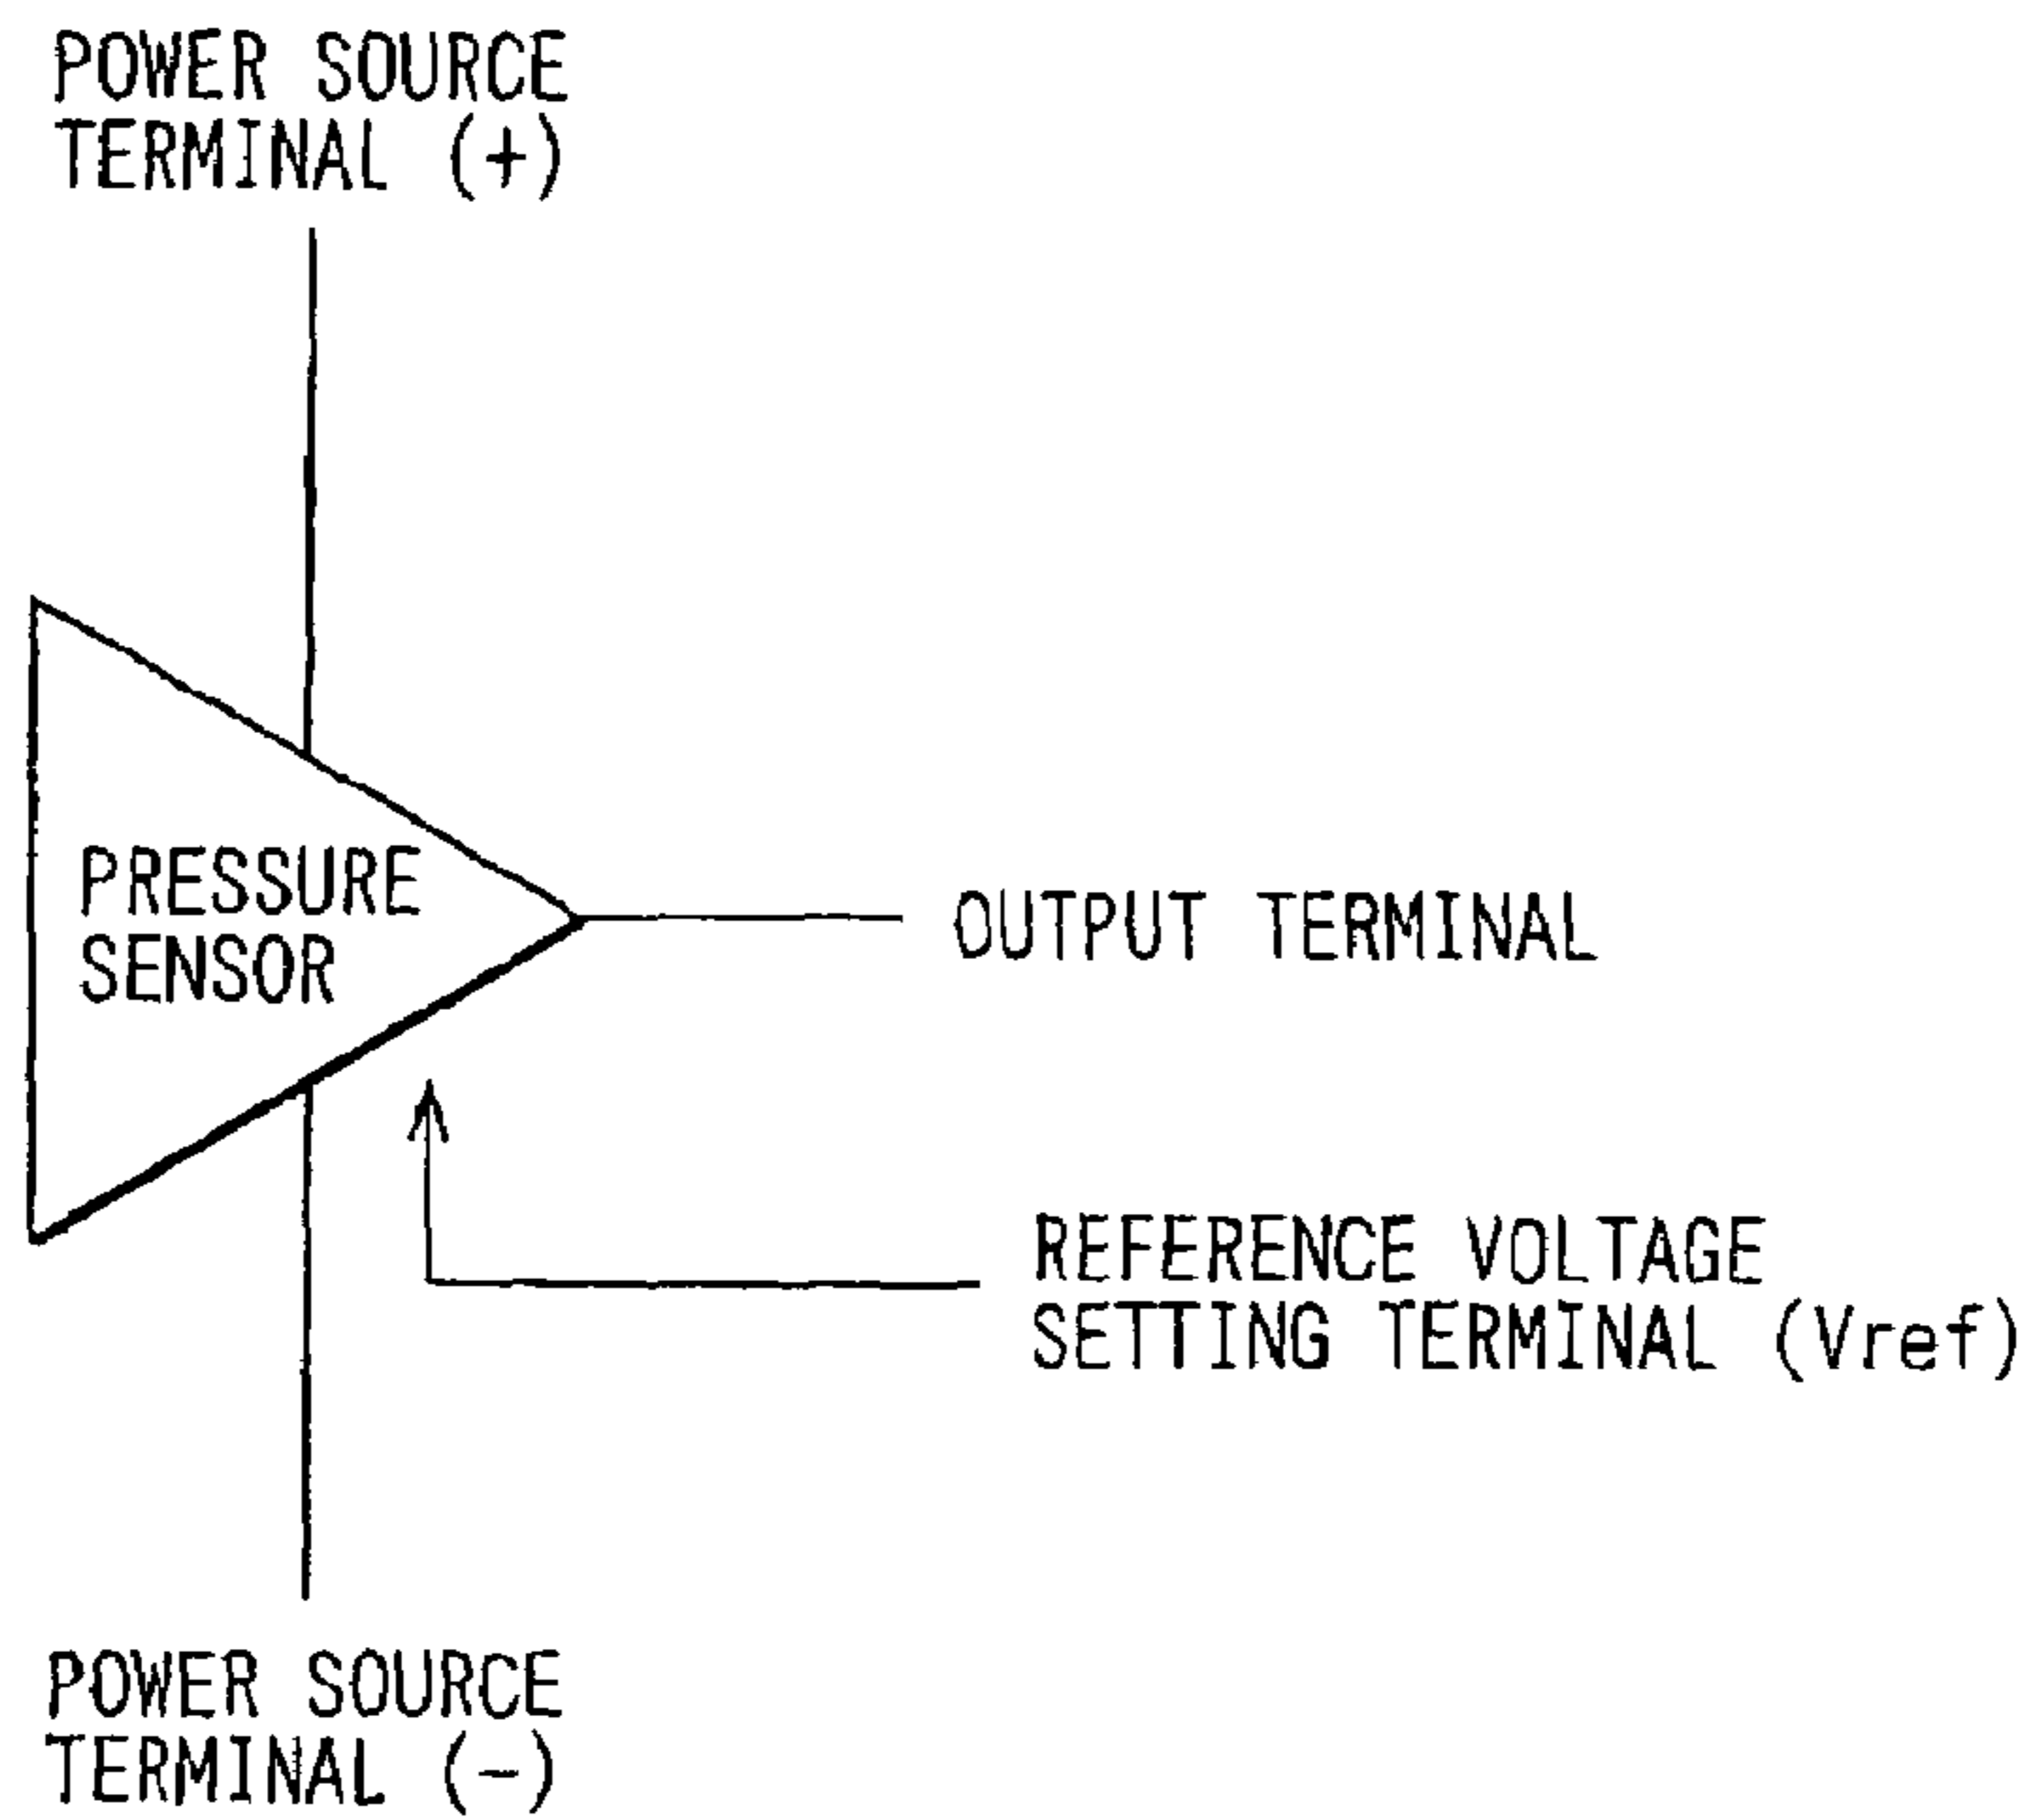 POWER SOURCE
TERMINAL (+)
PRESSURE
SENSOR
OUTPUT TERMINAL
REFERENCE VOLTAGE
SETTING TERMINAL (Vref)
POWER SOURCE
TERMINAL (-)